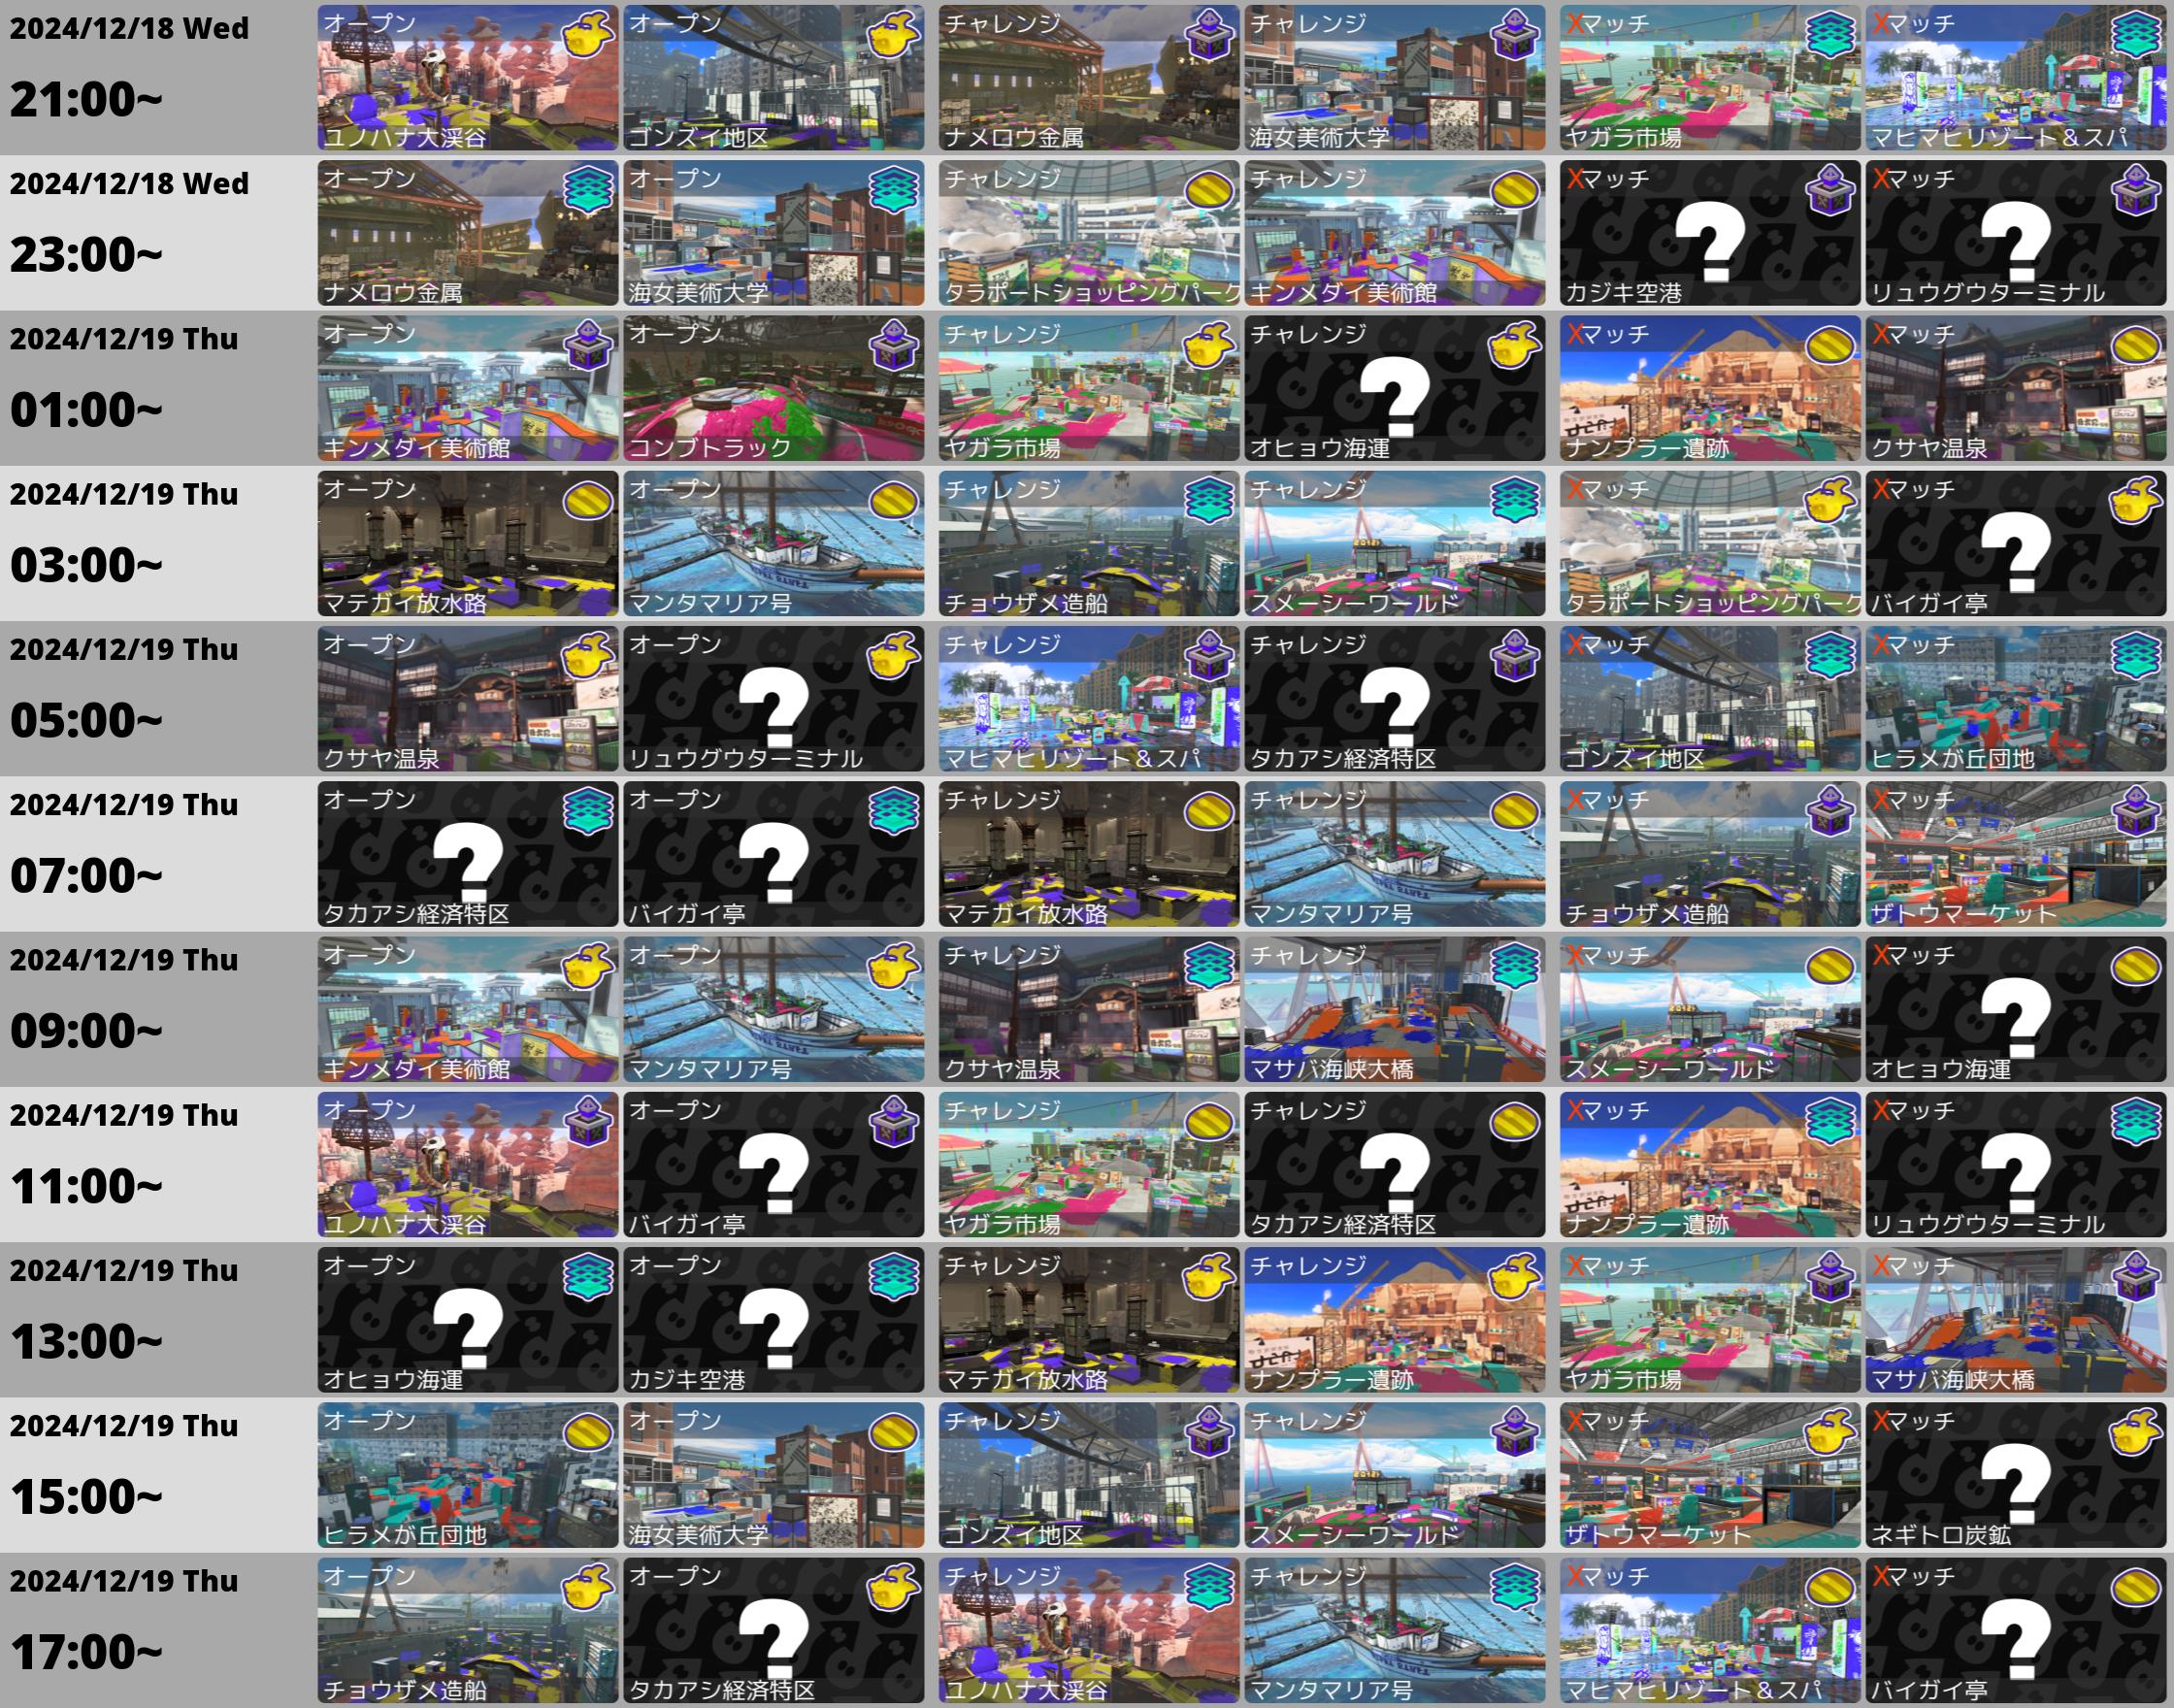 2024/12/18 Wed
21:00~
オープン
ユノハナ大渓谷
オープン
ゴンズイ地区
チャレンジ
ナメロウ金属
チャレンジ
海女美術大学
Xマッチ
ヤガラ市場
Xマッチ
マヒマヒリゾート＆スパ
2024/12/18 Wed
23:00~
オープン
ナメロウ金属
オープン
海女美術大学
チャレンジ
タラポートショッピングパーク
チャレンジ
キンメダイ美術館
Xマッチ
?
カジキ空港
Xマッチ
?
リュウグウターミナル
2024/12/19 Thu
01:00~
オープン
キンメダイ美術館
オープン
コンブトラック
チャレンジ
ヤガラ市場
チャレンジ
?
オヒョウ海運
Xマッチ
ナンプラー遺跡
Xマッチ
クサヤ温泉
2024/12/19 Thu
03:00~
オープン
マテガイ放水路
オープン
マンタマリア号
チャレンジ
チョウザメ造船
チャレンジ
スメーシーワールド
Xマッチ
タラポートショッピングパーク
Xマッチ
?
バイガイ亭
2024/12/19 Thu
05:00~
オープン
クサヤ温泉
オープン
?
リュウグウターミナル
チャレンジ
マヒマヒリゾート＆スパ
チャレンジ
?
タカアシ経済特区
Xマッチ
ゴンズイ地区
Xマッチ
ヒラメが丘団地
2024/12/19 Thu
07:00~
オープン
?
タカアシ経済特区
オープン
?
バイガイ亭
チャレンジ
マテガイ放水路
チャレンジ
マンタマリア号
Xマッチ
チョウザメ造船
Xマッチ
ザトウマーケット
2024/12/19 Thu
09:00~
オープン
キンメダイ美術館
オープン
マンタマリア号
チャレンジ
クサヤ温泉
チャレンジ
マサバ海峡大橋
Xマッチ
スメーシーワールド
Xマッチ
?
オヒョウ海運
2024/12/19 Thu
11:00~
オープン
ユノハナ大渓谷
オープン
?
バイガイ亭
チャレンジ
ヤガラ市場
チャレンジ
?
タカアシ経済特区
Xマッチ
ナンプラー遺跡
Xマッチ
?
リュウグウターミナル
2024/12/19 Thu
13:00~
オープン
?
オヒョウ海運
オープン
?
カジキ空港
チャレンジ
マテガイ放水路
チャレンジ
ナンプラー遺跡
Xマッチ
ヤガラ市場
Xマッチ
マサバ海峡大橋
2024/12/19 Thu
15:00~
オープン
ヒラメが丘団地
オープン
海女美術大学
チャレンジ
ゴンズイ地区
チャレンジ
スメーシーワールド
Xマッチ
ザトウマーケット
Xマッチ
?
ネギトロ炭鉱
2024/12/19 Thu
17:00~
オープン
チョウザメ造船
オープン
?
タカアシ経済特区
チャレンジ
ユノハナ大渓谷
チャレンジ
マンタマリア号
Xマッチ
マヒマヒリゾート＆スパ
Xマッチ
?
バイガイ亭